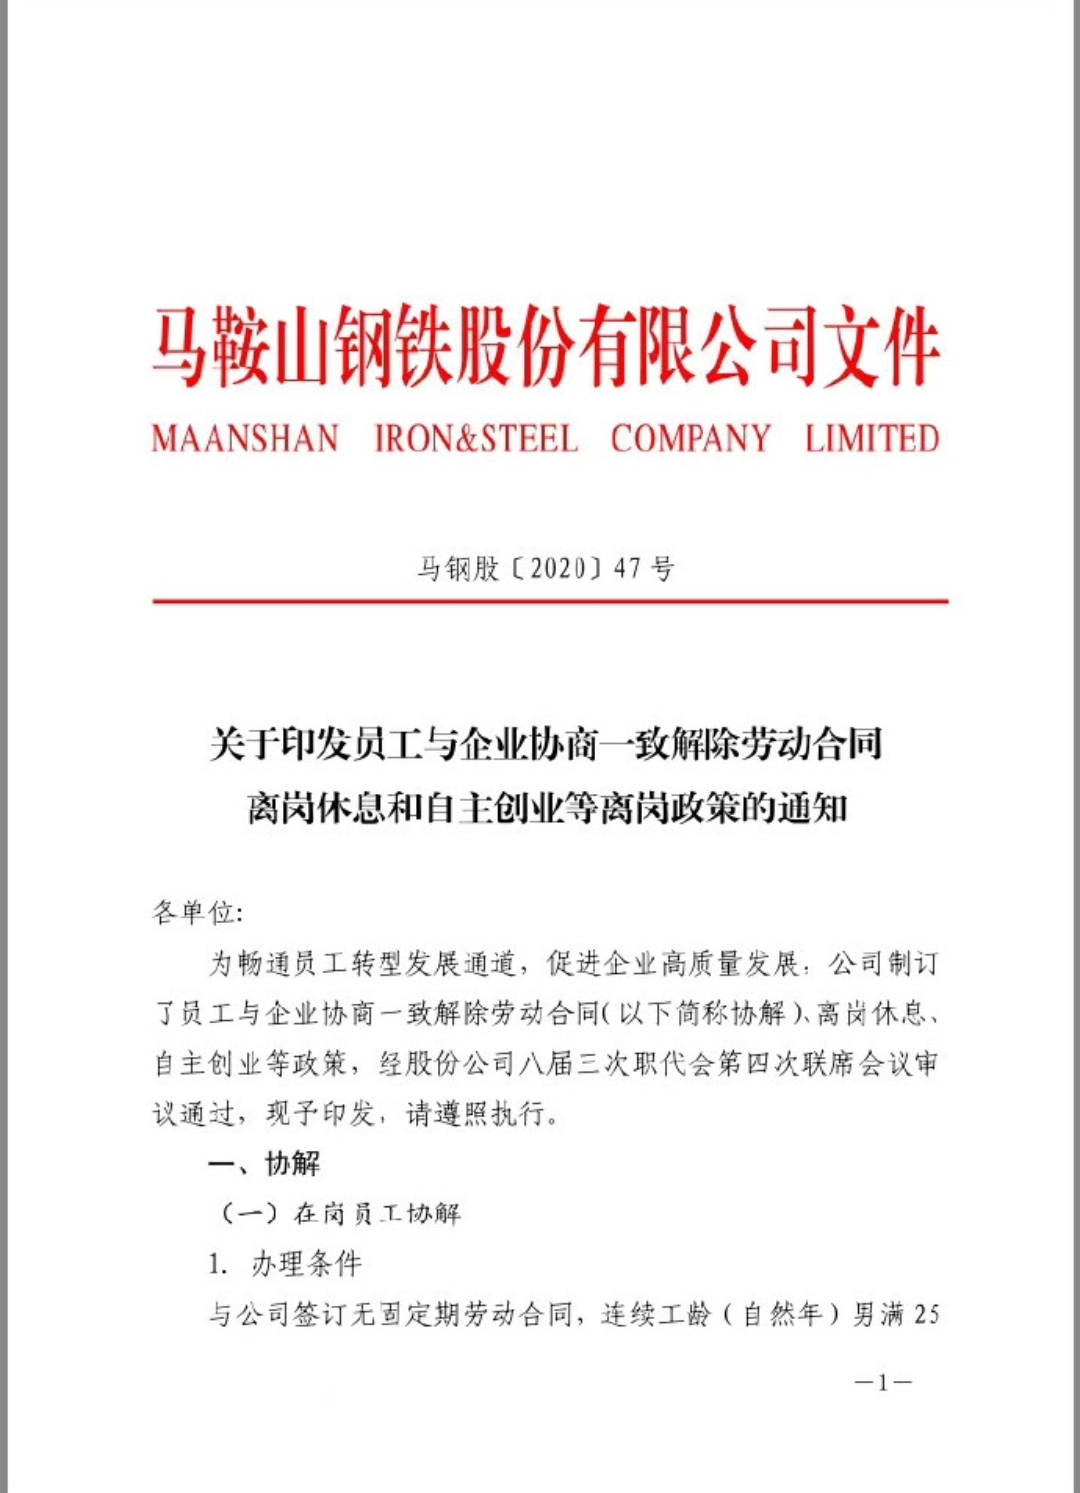 马鞍山钢铁股份有限公司文件
MAANSHAN IRON&STEEL COMPANY LIMITED
马钢股〔2020〕47 号
关于印发员工与企业协商一致解除劳动合同
离岗休息和自主创业等离岗政策的通知
各单位:
为畅通员工转型发展通道，促进企业高质量发展，公司制订
了员工与企业协商一致解除劳动合同(以下简称协解)、离岗休息、
自主创业等政策，经股份公司八届三次职代会第四次联席会议审
议通过，现予印发，请遵照执行。
一、协解
（一）在岗员工协解
1. 办理条件
与公司签订无固定期劳动合同，连续工龄（自然年）男满 25
—1—